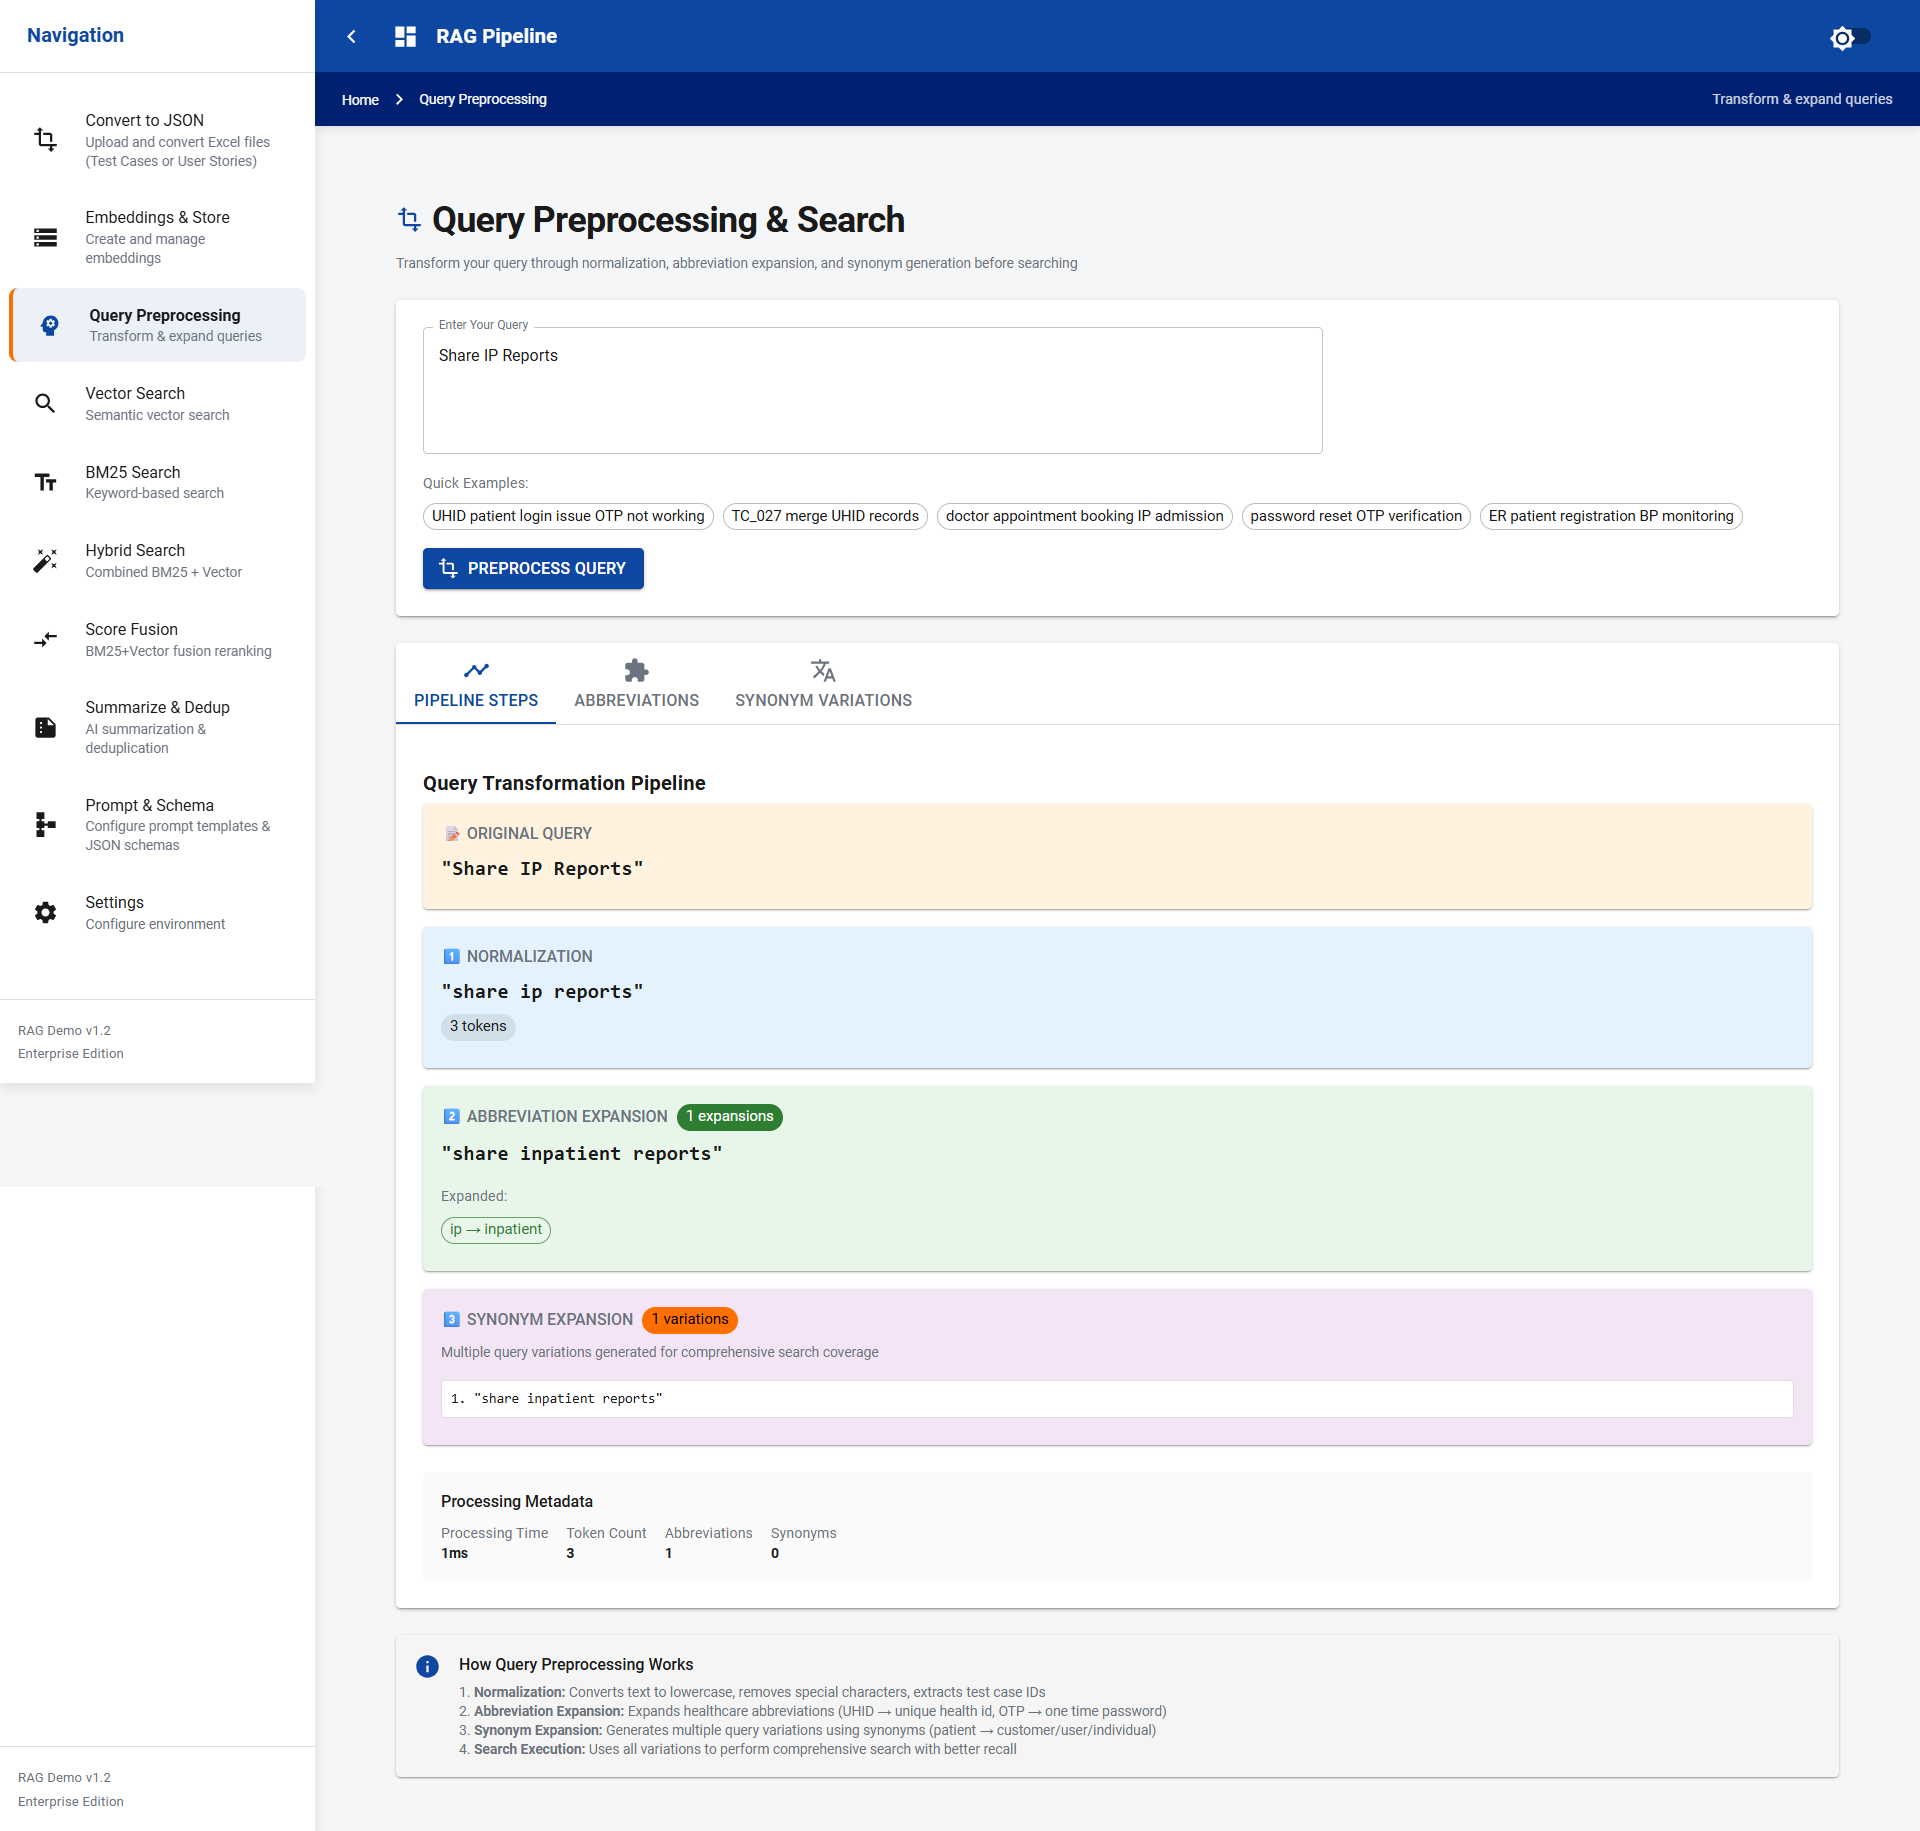 Navigation
RAG Pipeline
Home
Query Preprocessing
Transform & expand queries
Convert to JSON
Upload and convert Excel files
(Test Cases or User Stories)
Embeddings & Store
Create and manage
embeddings
Query Preprocessing
Transform & expand queries
Vector Search
Semantic vector search
BM25 Search
Keyword-based search
Hybrid Search
Combined BM25 + Vector
Score Fusion
BM25+Vector fusion reranking
Summarize & Dedup
AI summarization &
deduplication
Prompt & Schema
Configure prompt templates &
JSON schemas
Settings
Configure environment
RAG Demo v1.2
Enterprise Edition
Query Preprocessing & Search
Transform your query through normalization, abbreviation expansion, and synonym generation before searching
Enter Your Query
Share IP Reports
Quick Examples:
UHID patient login issue OTP not working
TC_027 merge UHID records
doctor appointment booking IP admission
password reset OTP verification
ER patient registration BP monitoring
PREPROCESS QUERY
PIPELINE STEPS
ABBREVIATIONS
SYNONYM VARIATIONS
Query Transformation Pipeline
📝 ORIGINAL QUERY
"Share IP Reports"
1️⃣ NORMALIZATION
"share ip reports"
3 tokens
2️⃣ ABBREVIATION EXPANSION 1 expansions
"share inpatient reports"
Expanded:
ip → inpatient
3️⃣ SYNONYM EXPANSION 1 variations
Multiple query variations generated for comprehensive search coverage
1. "share inpatient reports"
Processing Metadata
Processing Time Token Count Abbreviations Synonyms
1ms 3 1 0
How Query Preprocessing Works
1. Normalization: Converts text to lowercase, removes special characters, extracts test case IDs
2. Abbreviation Expansion: Expands healthcare abbreviations (UHID → unique health id, OTP → one time password)
3. Synonym Expansion: Generates multiple query variations using synonyms (patient → customer/user/individual)
4. Search Execution: Uses all variations to perform comprehensive search with better recall
RAG Demo v1.2
Enterprise Edition